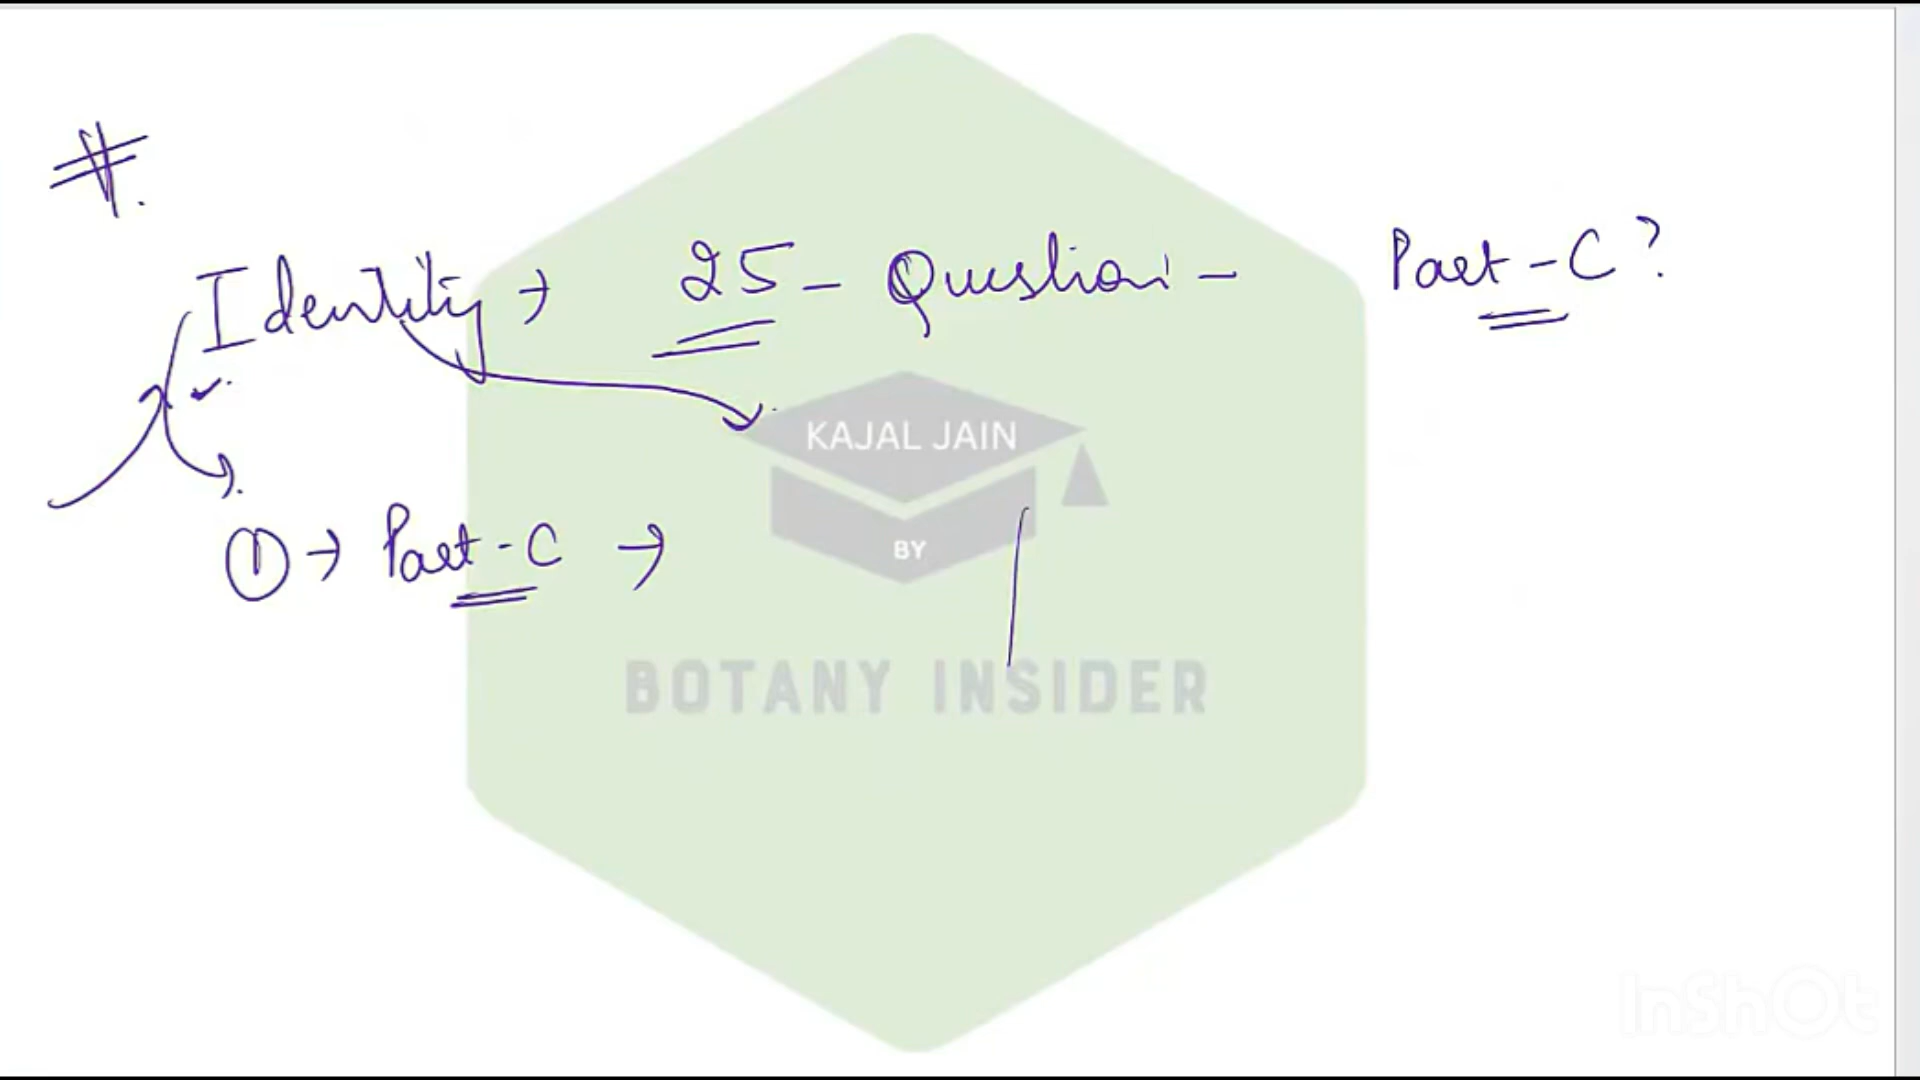 #.
Identity → 25 - Question - Part - C ?
KAJAL JAIN
① → Part - C →
BY
BOTANY INSIDER
InShOt